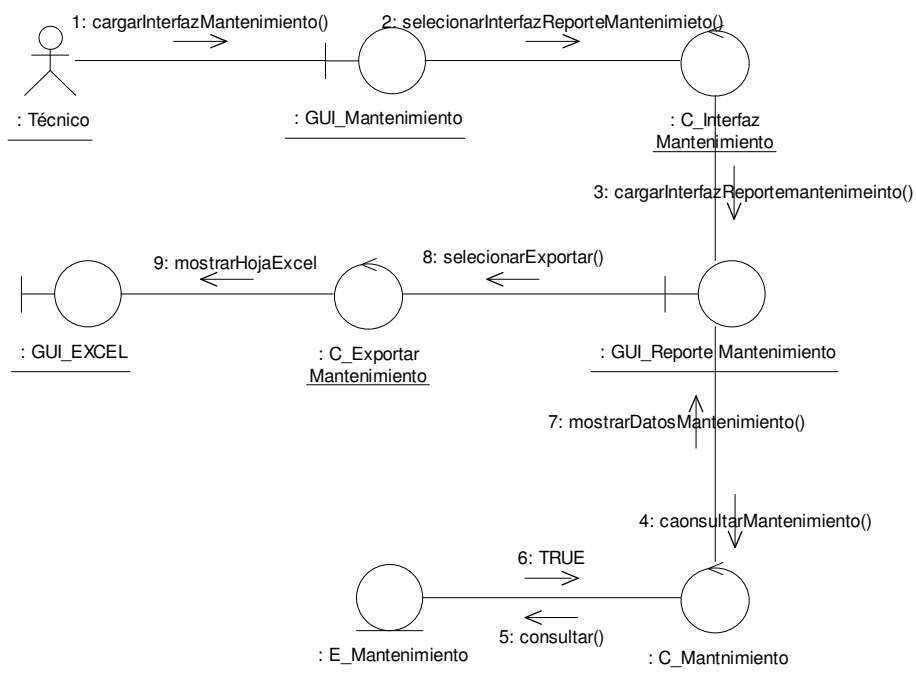 1: cargarInterfazMantenimiento()
2: selecionarInterfazReporteMantenimieto()
: Técnico
: GUI_Mantenimiento
: C_Interfaz
Mantenimiento
3: cargarInterfazReportemantenimeinto()
9: mostrarHojaExcel
8: selecionarExportar()
: GUI_EXCEL
: C_Exportar
Mantenimiento
: GUI_Reporte Mantenimiento
7: mostrarDatosMantenimiento()
4: caonsultarMantenimiento()
6: TRUE
5: consultar()
: E_Mantenimiento
: C_Mantnimiento